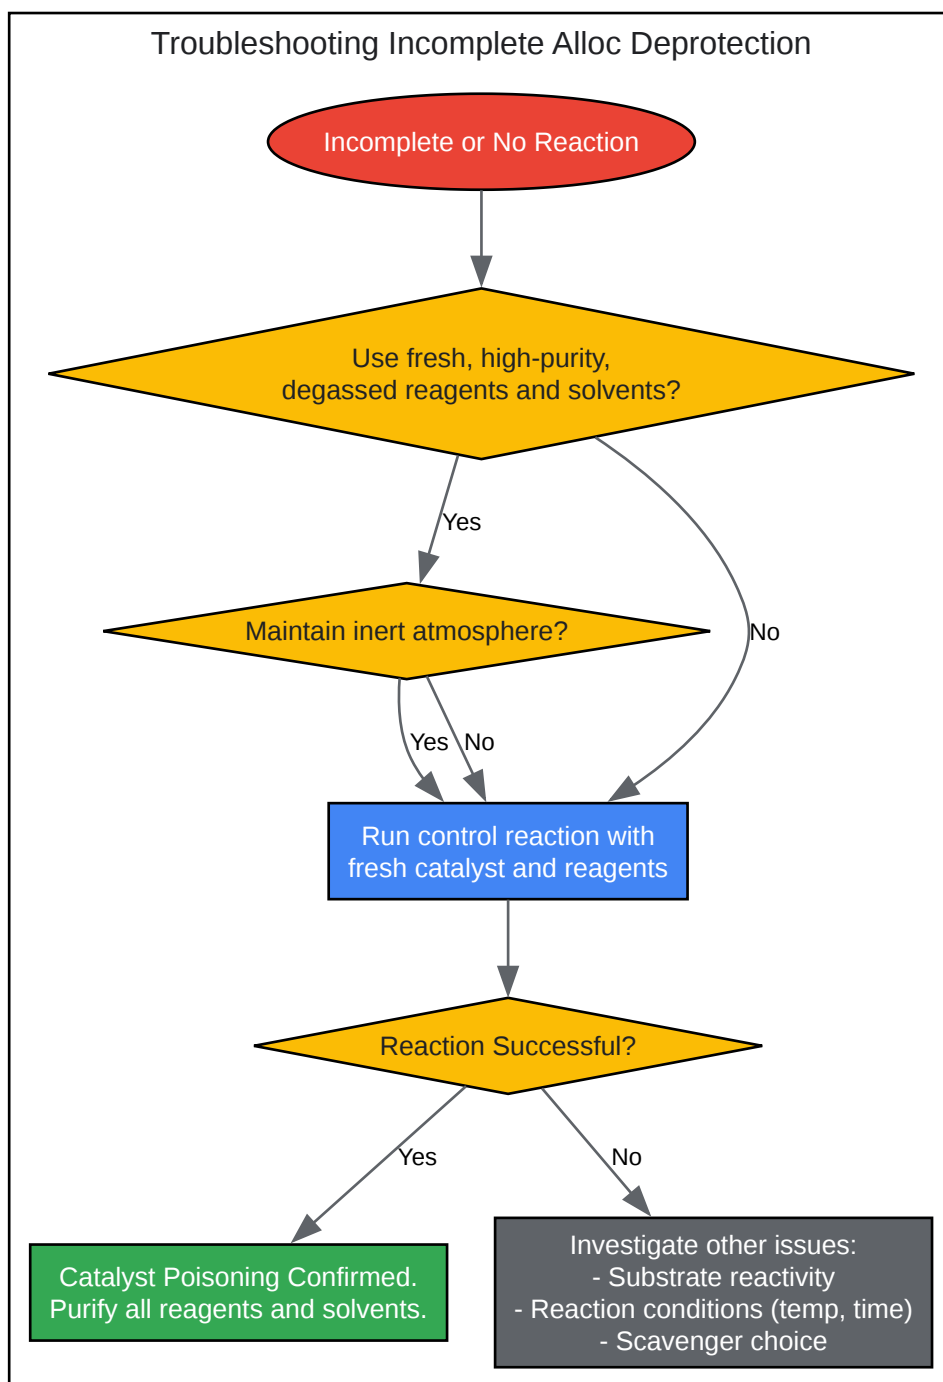 Troubleshooting Incomplete Alloc Deprotection
Incomplete or No Reaction
Use fresh, high-purity,
degassed reagents and solvents?
Yes
No
Maintain inert atmosphere?
Yes
No
Run control reaction with
fresh catalyst and reagents
Reaction Successful?
Yes
No
Catalyst Poisoning Confirmed.
Purify all reagents and solvents.
Investigate other issues:
- Substrate reactivity
- Reaction conditions (temp, time)
- Scavenger choice